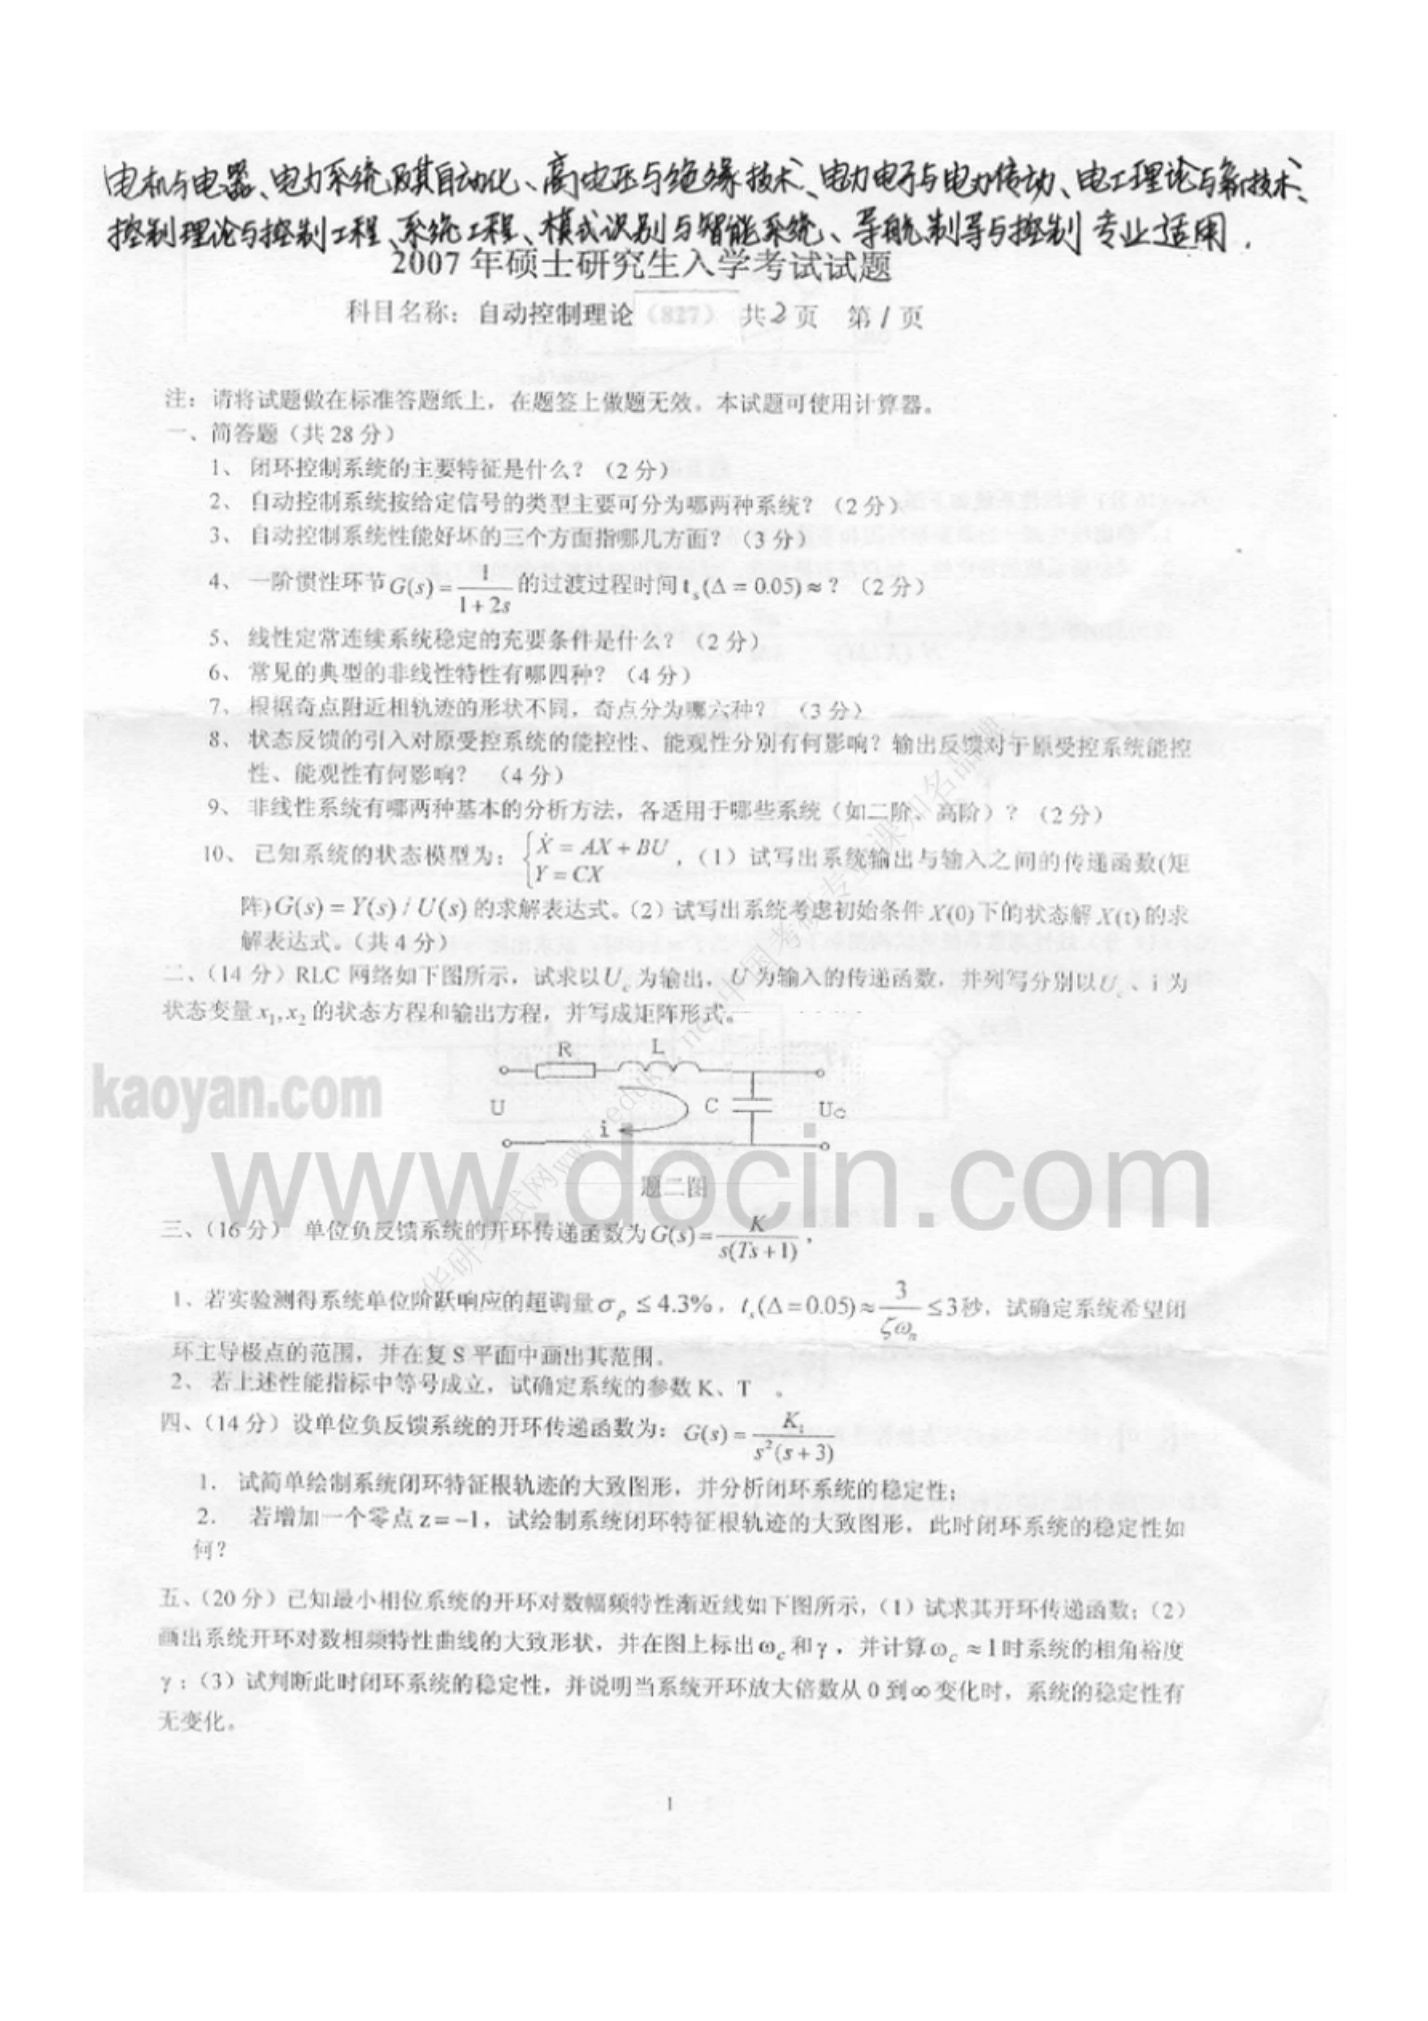 电机与电器、电力系统及其自动化、高电压与绝缘技术、电力电子与电力传动、电工理论与新技术、
控制理论与控制工程、系统工程、模式识别与智能系统、导航制导与控制 专业适用.
2007 年硕士研究生入学考试试题
科目名称：自动控制理论（827） 共2页 第1页
注：请将试题做在标准答题纸上，在题签上做题无效。本试题可使用计算器。
一、简答题（共 28 分）
1、 闭环控制系统的主要特征是什么？（2 分）
2、 自动控制系统按给定信号的类型主要可分为哪两种系统？（2 分）
3、 自动控制系统性能好坏的三个方面指哪几方面？（3 分）
4、 一阶惯性环节 G(s) = 1/(1+2s) 的过渡过程时间 t_s(Δ = 0.05) ≈？（2 分）
5、 线性定常连续系统稳定的充要条件是什么？（2 分）
6、 常见的典型的非线性特性有哪四种？（4 分）
7、 根据奇点附近相轨迹的形状不同，奇点分为哪六种？ （3 分）
8、 状态反馈的引入对原受控系统的能控性、能观性分别有何影响？输出反馈对于原受控系统能控
性、能观性有何影响？ （4 分）
9、 非线性系统有哪两种基本的分析方法，各适用于哪些系统（如二阶、高阶）？（2 分）
10、 已知系统的状态模型为：{Ẋ = AX + BU, Y = CX ，（1）试写出系统输出与输入之间的传递函数(矩
阵)G(s) = Y(s) / U(s) 的求解表达式。（2）试写出系统考虑初始条件 X(0) 下的状态解 X(t) 的求
解表达式。（共 4 分）
二、（14 分）RLC 网络如下图所示，试求以U_c 为输出，U 为输入的传递函数，并列写分别以U_c 、i 为
状态变量 x₁, x₂ 的状态方程和输出方程，并写成矩阵形式。
R L
U C Uc
i
题二图
三、（16 分） 单位负反馈系统的开环传递函数为 G(s) = K/(s(Ts+1)) ，
1、若实验测得系统单位阶跃响应的超调量 σ_p ≤ 4.3%，t_s(Δ = 0.05) ≈ 3/(ζω_n) ≤ 3 秒，试确定系统希望闭
环主导极点的范围，并在复 S 平面中画出其范围。
2、 若上述性能指标中等号成立，试确定系统的参数 K、T 。
四、（14 分）设单位负反馈系统的开环传递函数为：G(s) = K₁/(s²(s+3))
1． 试简单绘制系统闭环特征根轨迹的大致图形，并分析闭环系统的稳定性；
2． 若增加一个零点 z = −1，试绘制系统闭环特征根轨迹的大致图形，此时闭环系统的稳定性如
何？
五、（20 分）已知最小相位系统的开环对数幅频特性渐近线如下图所示，（1）试求其开环传递函数；（2）
画出系统开环对数相频特性曲线的大致形状，并在图上标出 ω_c 和 γ ，并计算 ω_c ≈ 1 时系统的相角裕度
γ；（3）试判断此时闭环系统的稳定性，并说明当系统开环放大倍数从 0 到 ∞ 变化时，系统的稳定性有
无变化。
1
kaoyan.com
www.docin.com